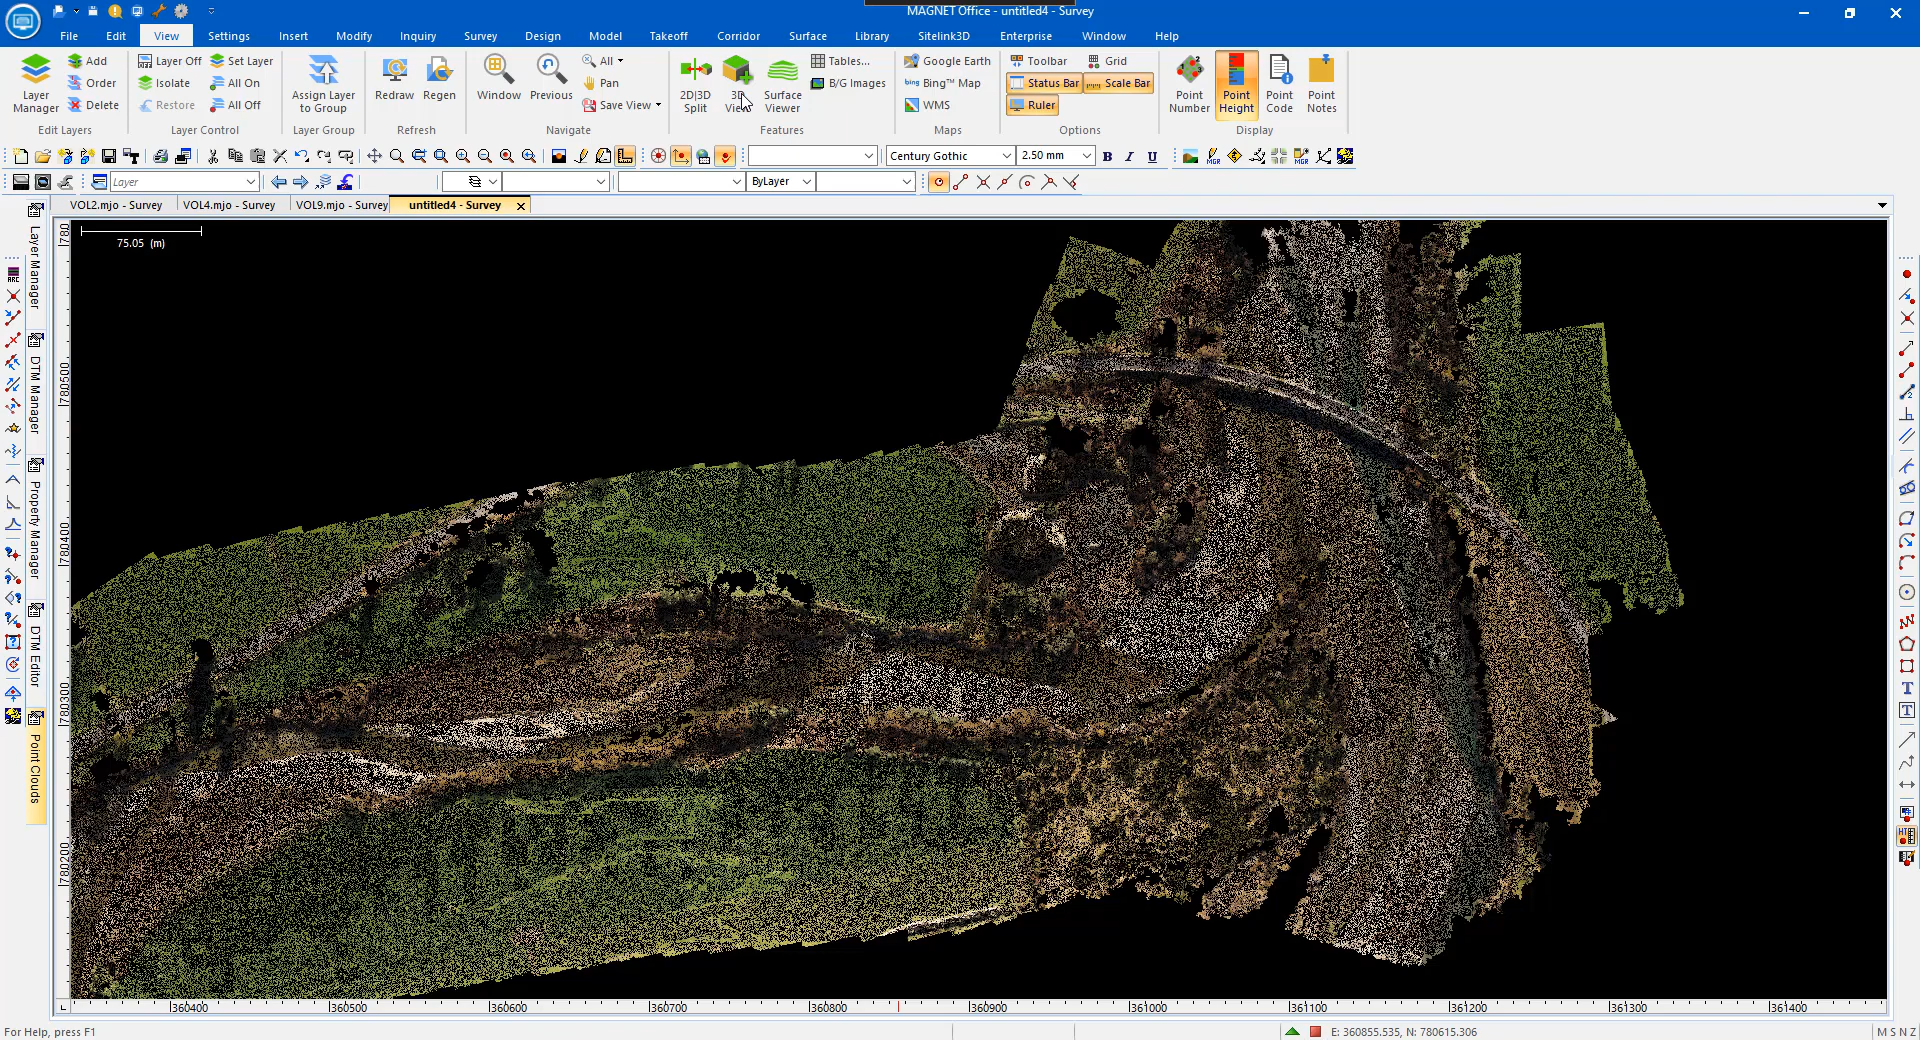 MAGNET Office - untitled4 - Survey
File Edit View Settings Insert Modify Inquiry Survey Design Model Takeoff Corridor Surface Library Sitelink3D Enterprise Window Help
Layer Manager
Add
Order
Delete
Edit Layers
Layer Off Set Layer
Isolate All On
Restore All Off
Layer Control
Assign Layer to Group
Layer Group
Redraw Regen
Refresh
Window Previous
All
Pan
Save View
Navigate
2D|3D Split
3D View
Surface Viewer
Tables...
B/G Images
Features
Google Earth
bing Bing™ Map
WMS
Maps
Toolbar Grid
Status Bar Scale Bar
Ruler
Options
Point Number
Point Height
Point Code
Point Notes
Display
Century Gothic 2.50 mm B I U
Layer ByLayer
VOL2.mjo - Survey VOL4.mjo - Survey VOL9.mjo - Survey untitled4 - Survey
75.05 (m)
Layer Manager
DTM Manager
Property Manager
DTM Editor
Point Clouds
780500
780400
780300
780200
360400 360500 360600 360700 360800 360900 361000 361100 361200 361300 361400
For Help, press F1
E: 360855.535, N: 780615.306
M S N Z